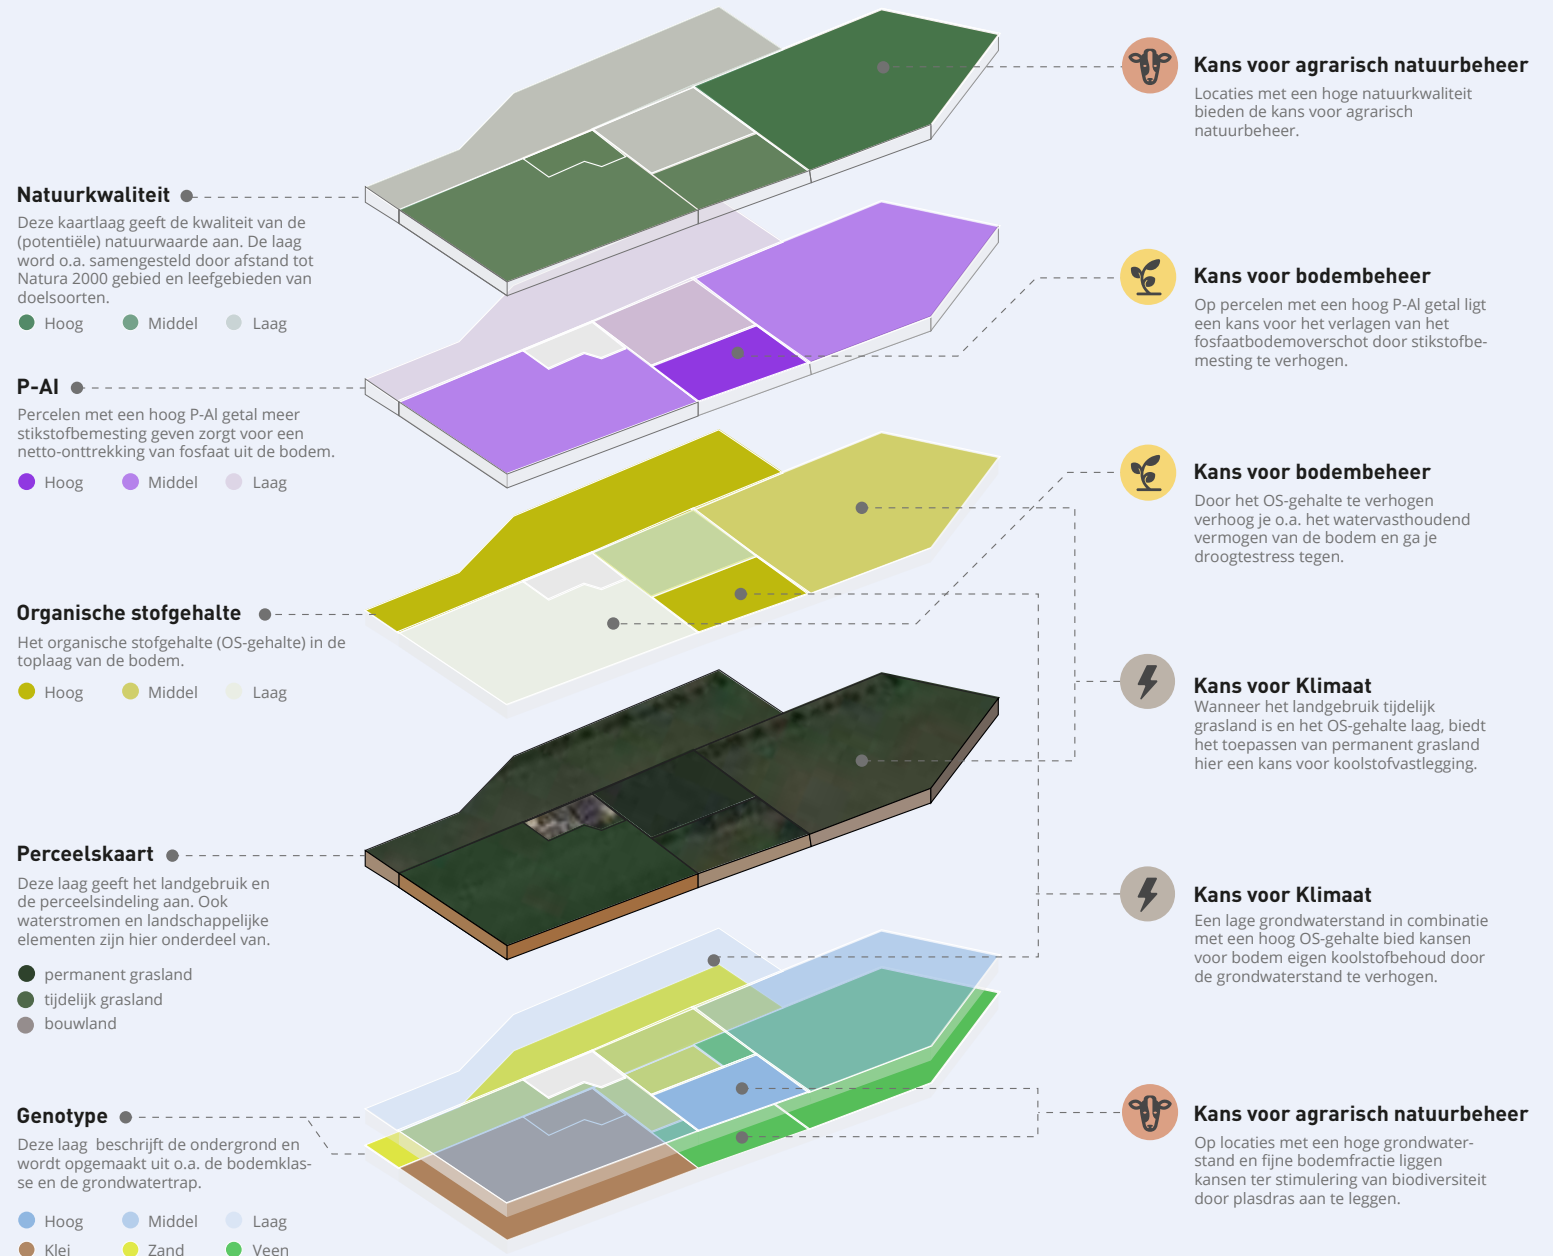 Natuurkwaliteit
Deze kaartlaag geeft de kwaliteit van de
(potentiële) natuurwaarde aan. De laag
word o.a. samengesteld door afstand tot
Natura 2000 gebied en leefgebieden van
doelsoorten.
Hoog Middel Laag
P-Al
Percelen met een hoog P-Al getal meer
stikstofbemesting geven zorgt voor een
netto-onttrekking van fosfaat uit de bodem.
Hoog Middel Laag
Organische stofgehalte
Het organische stofgehalte (OS-gehalte) in de
toplaag van de bodem.
Hoog Middel Laag
Perceelskaart
Deze laag geeft het landgebruik en
de perceelsindeling aan. Ook
waterstromen en landschappelijke
elementen zijn hier onderdeel van.
permanent grasland
tijdelijk grasland
bouwland
Genotype
Deze laag beschrijft de ondergrond en
wordt opgemaakt uit o.a. de bodemklas-
se en de grondwatertrap.
Hoog Middel Laag
Klei Zand Veen
Kans voor agrarisch natuurbeheer
Locaties met een hoge natuurkwaliteit
bieden de kans voor agrarisch
natuurbeheer.
Kans voor bodembeheer
Op percelen met een hoog P-Al getal ligt
een kans voor het verlagen van het
fosfaatbodemoverschot door stikstofbe-
mesting te verhogen.
Kans voor bodembeheer
Door het OS-gehalte te verhogen
verhoog je o.a. het watervasthoudend
vermogen van de bodem en ga je
droogtestress tegen.
Kans voor Klimaat
Wanneer het landgebruik tijdelijk
grasland is en het OS-gehalte laag, biedt
het toepassen van permanent grasland
hier een kans voor koolstofvastlegging.
Kans voor Klimaat
Een lage grondwaterstand in combinatie
met een hoog OS-gehalte bied kansen
voor bodem eigen koolstofbehoud door
de grondwaterstand te verhogen.
Kans voor agrarisch natuurbeheer
Op locaties met een hoge grondwater-
stand en fijne bodemfractie liggen
kansen ter stimulering van biodiversiteit
door plasdras aan te leggen.